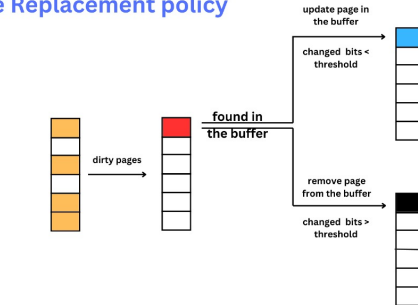 e Replacement policy
update page in
the buffer
changed bits <
threshold
found in
the buffer
dirty pages
remove page
from the buffer
changed bits >
threshold